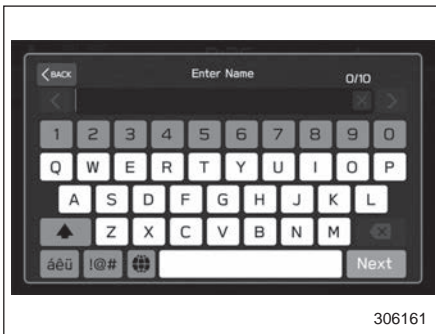 BACK Enter Name 0/10
1 2 3 4 5 6 7 8 9 0
Q W E R T Y U I O P
A S D F G H J K L
Z X C V B N M
áêü !@# Next
306161